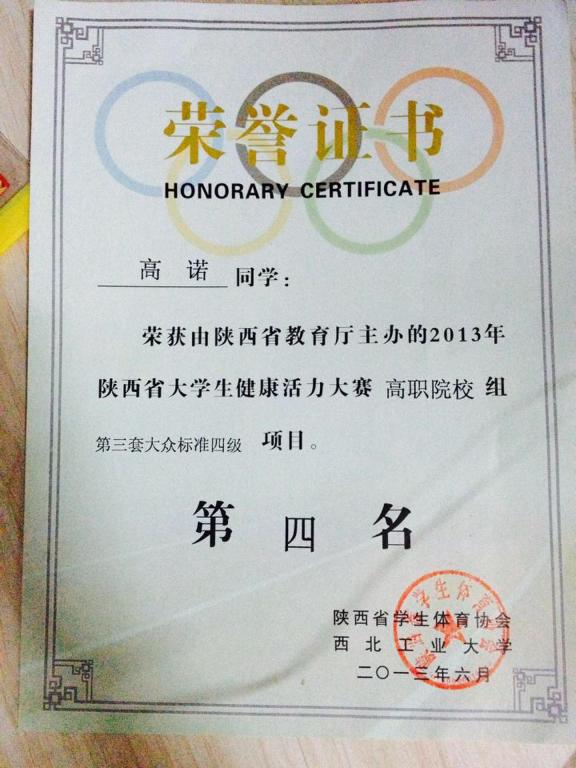 荣誉证书
HONORARY CERTIFICATE
高 诺 同学：
荣获由陕西省教育厅主办的2013年
陕西省大学生健康活力大赛 高职院校 组
第三套大众标准四级 项目。
第 四 名
陕西省学生体育协会
西北工业大学
二〇一三年六月